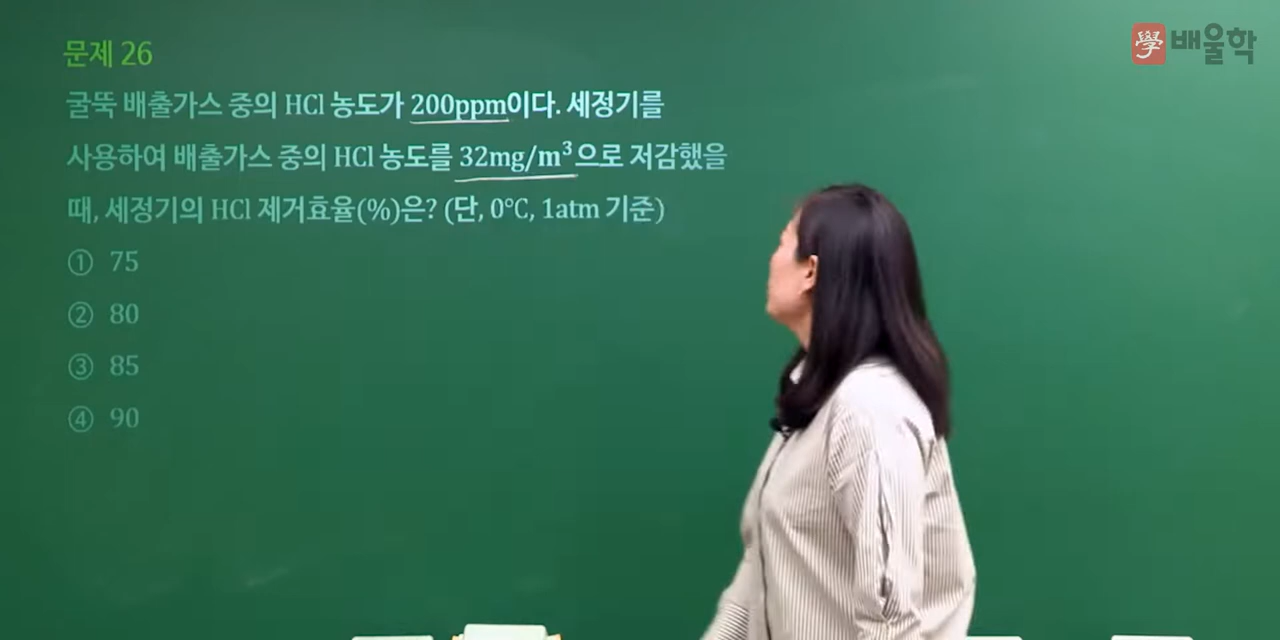 學 배울학
문제 26
굴뚝 배출가스 중의 HCl 농도가 200ppm이다. 세정기를
사용하여 배출가스 중의 HCl 농도를 32mg/m³으로 저감했을
때, 세정기의 HCl 제거효율(%)은? (단, 0℃, 1atm 기준)
① 75
② 80
③ 85
④ 90